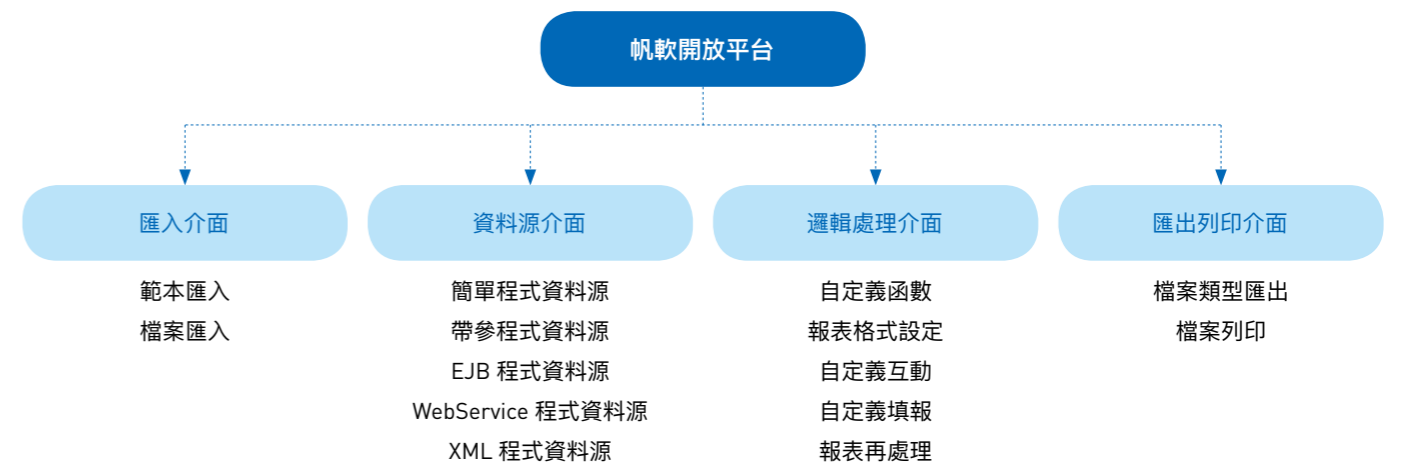 帆軟開放平台
匯入介面
範本匯入
檔案匯入
資料源介面
簡單程式資料源
帶參程式資料源
EJB 程式資料源
WebService 程式資料源
XML 程式資料源
邏輯處理介面
自定義函數
報表格式設定
自定義互動
自定義填報
報表再處理
匯出列印介面
檔案類型匯出
檔案列印